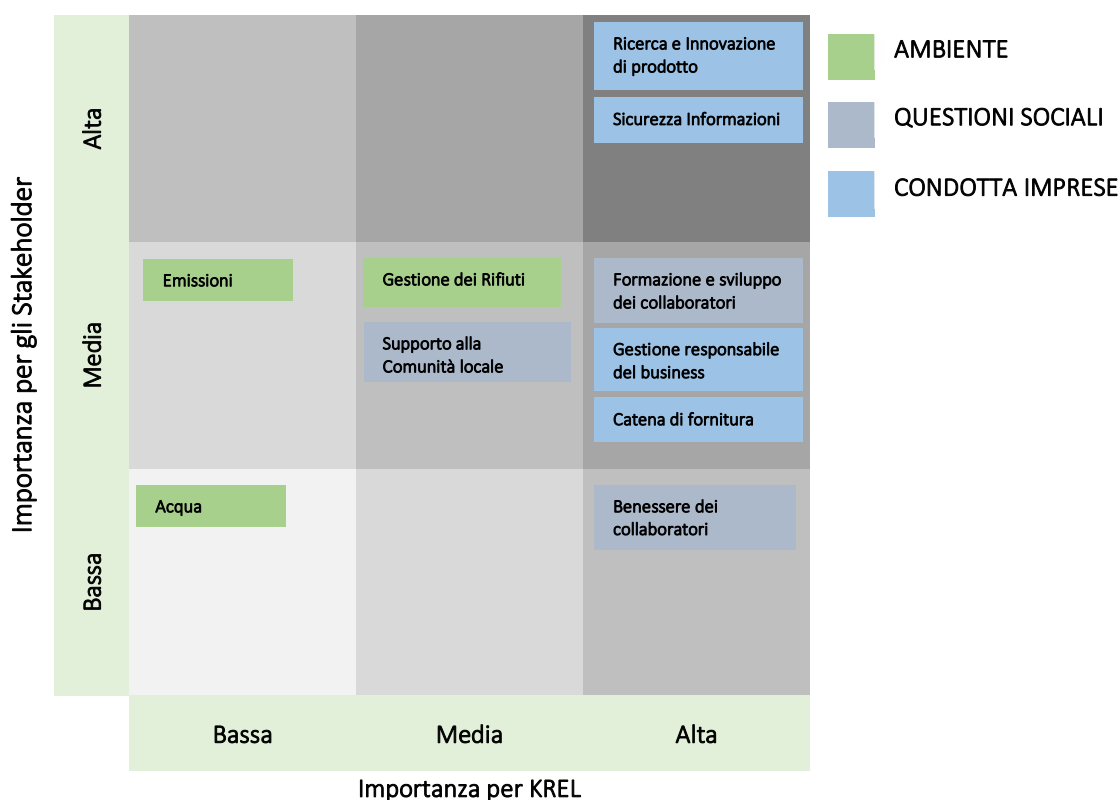 Ricerca e Innovazione
di prodotto
Sicurezza Informazioni
AMBIENTE
QUESTIONI SOCIALI
CONDOTTA IMPRESE
Importanza per gli Stakeholder
Alta
Media
Bassa
Emissioni
Gestione dei Rifiuti
Supporto alla
Comunità locale
Formazione e sviluppo
dei collaboratori
Gestione responsabile
del business
Catena di fornitura
Acqua
Benessere dei
collaboratori
Bassa
Media
Alta
Importanza per KREL